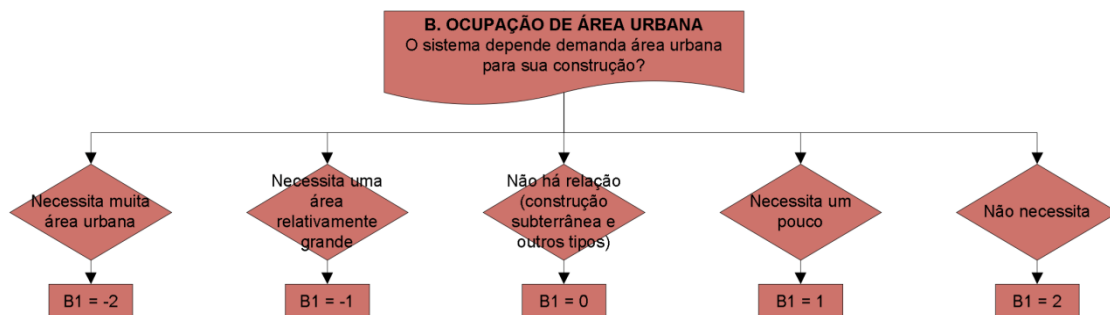 B. OCUPAÇÃO DE ÁREA URBANA
O sistema depende demanda área urbana
para sua construção?
Necessita muita
área urbana
Necessita uma
área
relativamente
grande
Não há relação
(construção
subterrânea e
outros tipos)
Necessita um
pouco
Não necessita
B1 = -2
B1 = -1
B1 = 0
B1 = 1
B1 = 2